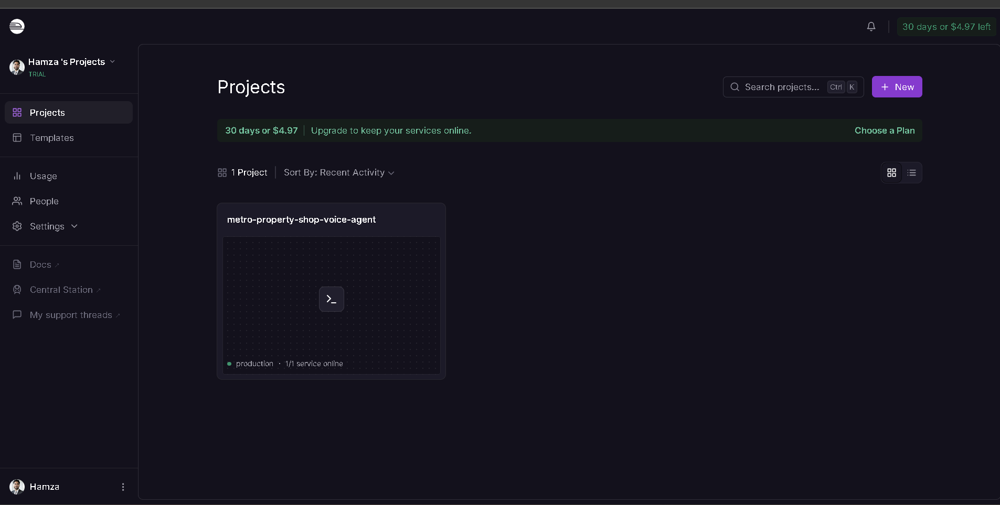 30 days or $4.97 left
Hamza 's Projects
TRIAL
Projects
Templates
Usage
People
Settings
Docs
Central Station
My support threads
Hamza
Projects
Search projects... Ctrl K
New
30 days or $4.97 Upgrade to keep your services online. Choose a Plan
1 Project Sort By: Recent Activity
metro-property-shop-voice-agent
production · 1/1 service online